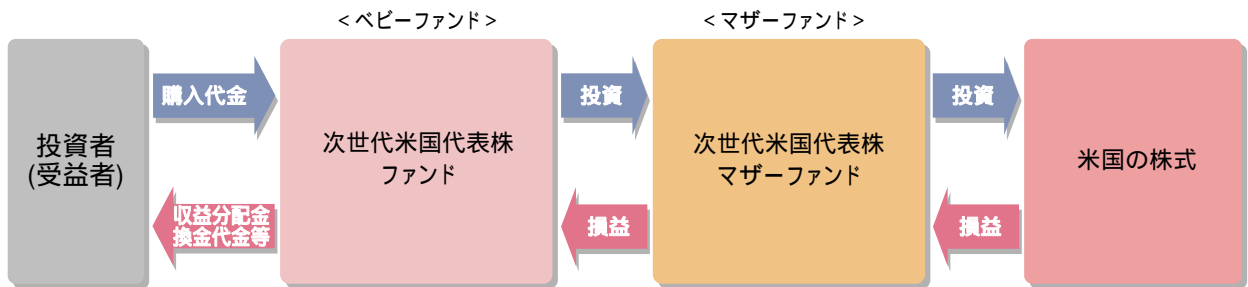 <ベビーファンド>
<マザーファンド>
投資者
(受益者)
購入代金
収益分配金
換金代金等
次世代米国代表株
ファンド
投資
損益
次世代米国代表株
マザーファンド
投資
損益
米国の株式